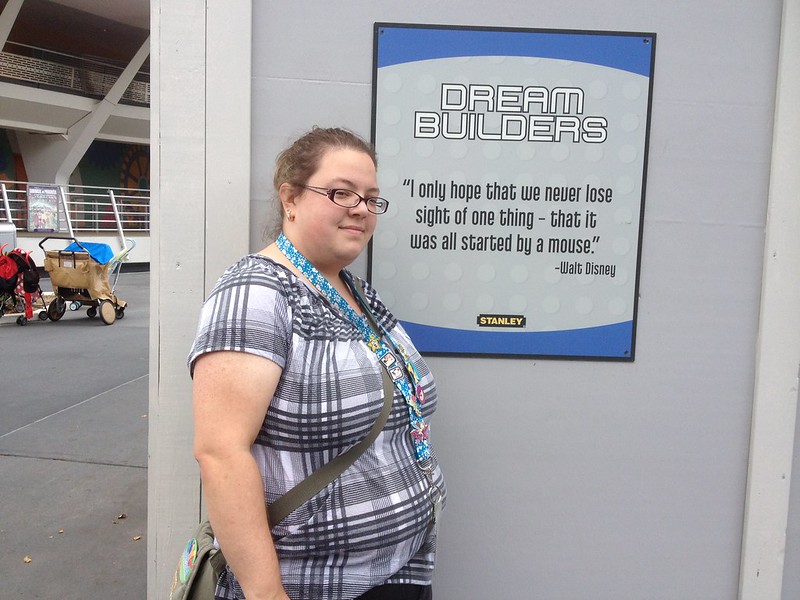 DREAM
BUILDERS
“I only hope that we never lose
sight of one thing – that it
was all started by a mouse.”
–Walt Disney
STANLEY